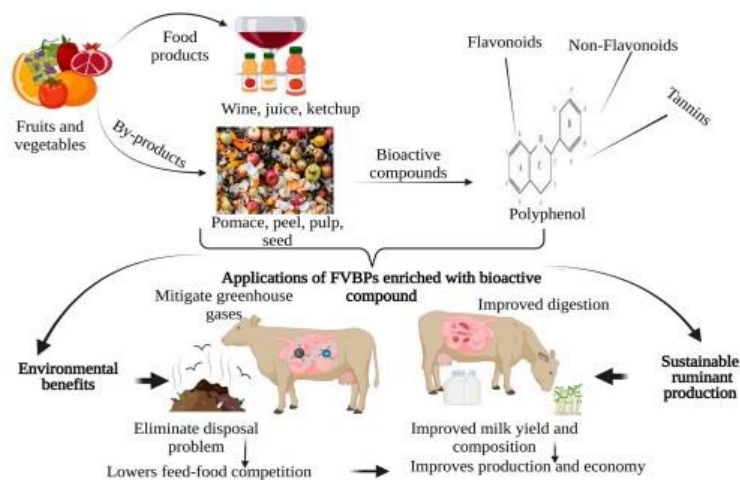 Food
products
Fruits and
vegetables
Wine, juice, ketchup
By-products
Pomace, peel, pulp,
seed
Bioactive
compounds
Flavonoids
Non-Flavonoids
Tannins
Polyphenol
Applications of FVBPs enriched with bioactive
compound
Mitigate greenhouse
gases
Improved digestion
Environmental
benefits
Sustainable
ruminant
production
Eliminate disposal
problem
Improved milk yield and
composition
Lowers feed-food competition
Improves production and economy